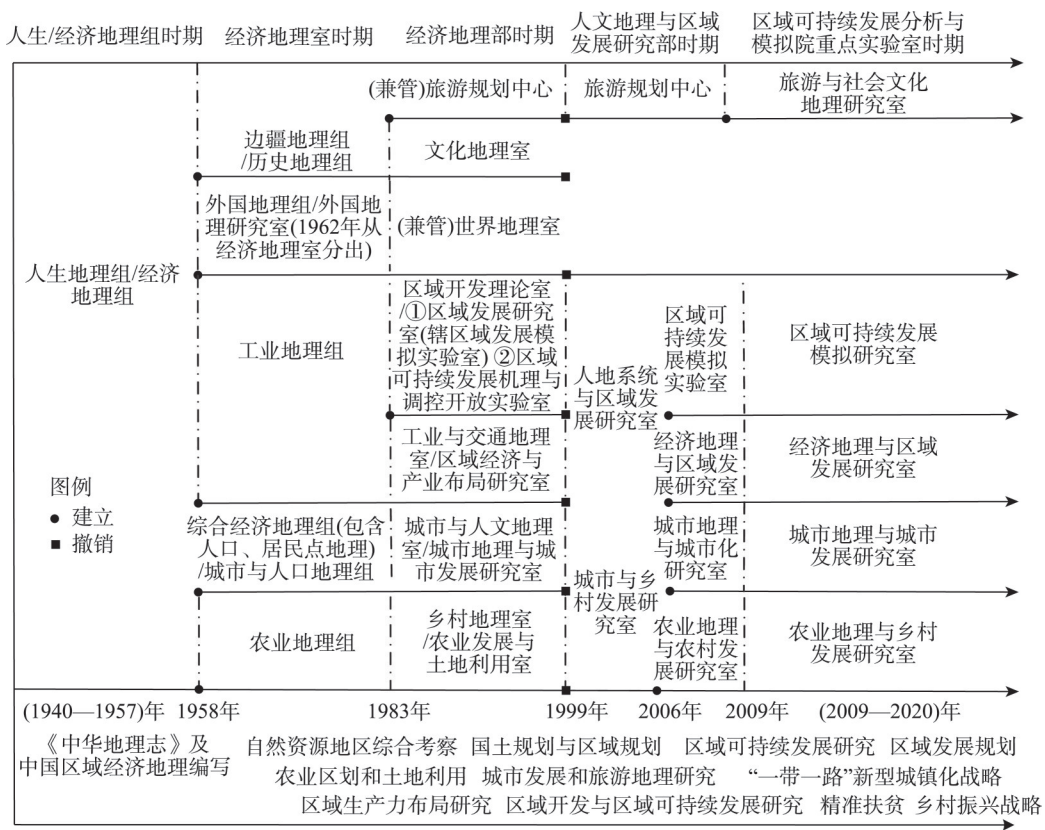 人生/经济地理组时期
经济地理室时期
经济地理部时期
人文地理与区域
发展研究部时期
区域可持续发展分析与
模拟院重点实验室时期
(兼管)旅游规划中心
旅游规划中心
旅游与社会文化
地理研究室
边疆地理组
/历史地理组
文化地理室
外国地理组/外国地
理研究室(1962年从
经济地理室分出)
(兼管)世界地理室
人生地理组/经济
地理组
工业地理组
区域开发理论室
/①区域发展研究
室(辖区域发展模
拟实验室) ②区域
可持续发展机理与
调控开放实验室
人地系统
与区域发
展研究室
区域可
持续发
展模拟
实验室
区域可持续发展
模拟研究室
工业与交通地理
室/区域经济与
产业布局研究室
经济地理
与区域发
展研究室
经济地理与区域
发展研究室
图例
建立
撤销
综合经济地理组(包含
人口、居民点地理)
/城市与人口地理组
城市与人文地理
室/城市地理与城
市发展研究室
城市与乡
村发展研
究室
城市地理
与城市化
研究室
城市地理与城市
发展研究室
农业地理组
乡村地理室
/农业发展与
土地利用室
农业地理
与农村发
展研究室
农业地理与乡村
发展研究室
(1940—1957)年 1958年 1983年 1999年 2006年 2009年 (2009—2020)年
《中华地理志》及
中国区域经济地理编写
自然资源地区综合考察 国土规划与区域规划 区域可持续发展研究 区域发展规划
农业区划和土地利用 城市发展和旅游地理研究 “一带一路”新型城镇化战略
区域生产力布局研究 区域开发与区域可持续发展研究 精准扶贫 乡村振兴战略